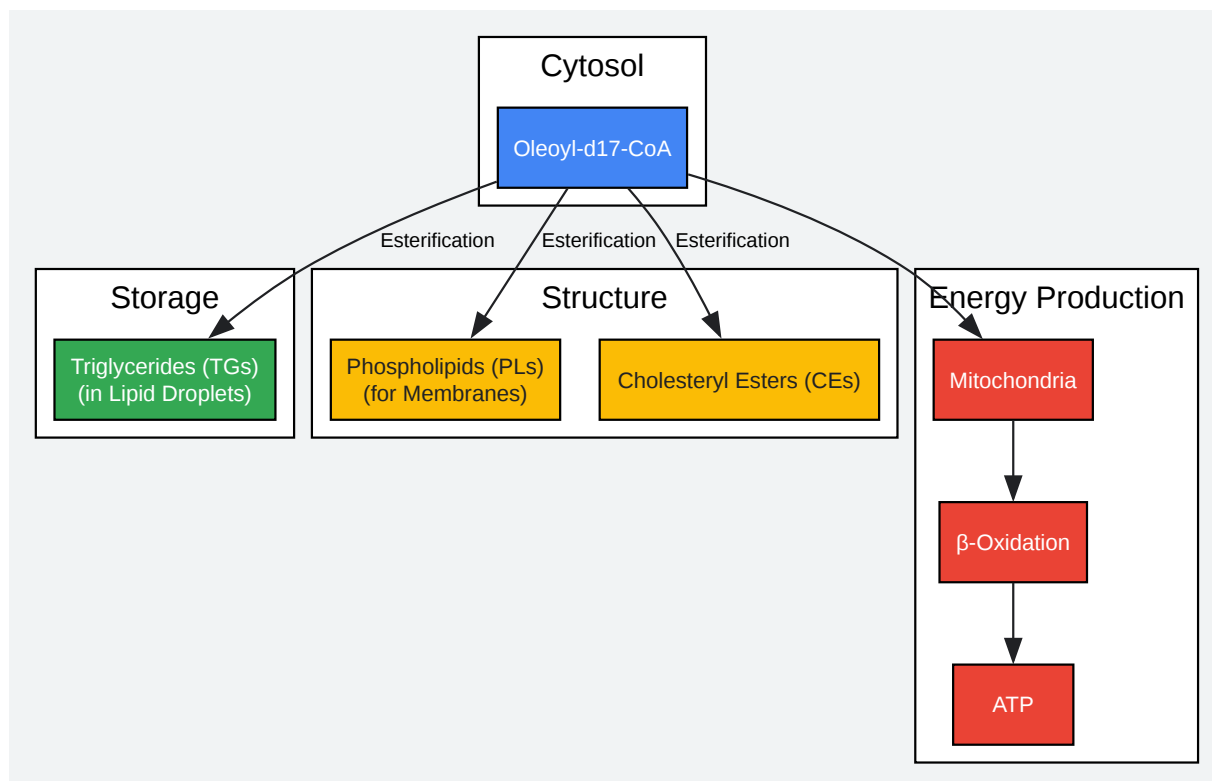 Cytosol
Oleoyl-d17-CoA
Esterification
Esterification
Esterification
Storage
Structure
Energy Production
Triglycerides (TGs)
(in Lipid Droplets)
Phospholipids (PLs)
(for Membranes)
Cholesteryl Esters (CEs)
Mitochondria
β-Oxidation
ATP